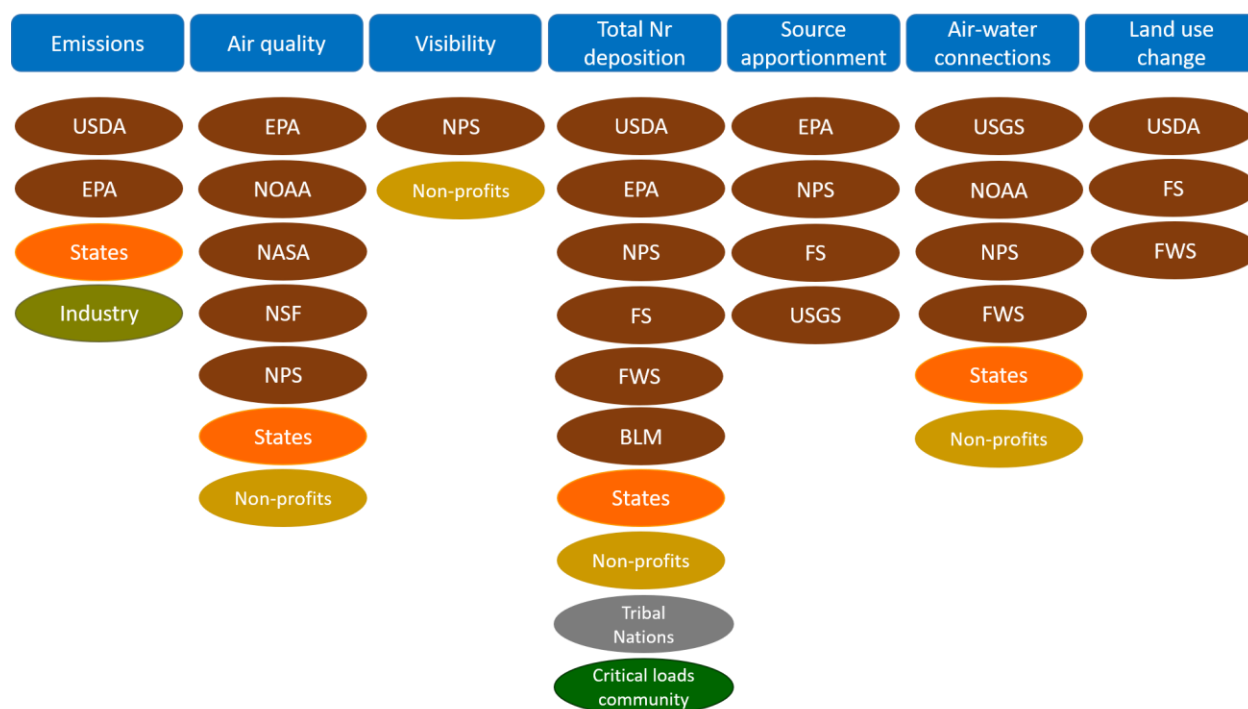 Emissions
Air quality
Visibility
Total Nr
deposition
Source
apportionment
Air-water
connections
Land use
change
USDA
EPA
States
Industry
EPA
NOAA
NASA
NSF
NPS
States
Non-profits
NPS
Non-profits
USDA
EPA
NPS
FS
FWS
BLM
States
Non-profits
Tribal
Nations
Critical loads
community
EPA
NPS
FS
USGS
USGS
NOAA
NPS
FWS
States
Non-profits
USDA
FS
FWS